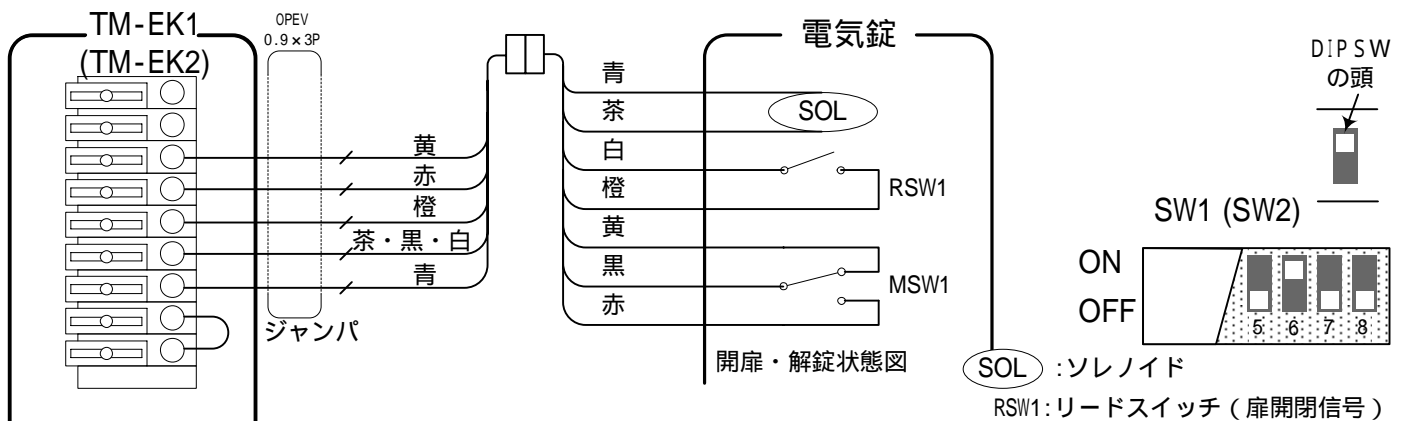 TM-EK1
(TM-EK2)
OPEV
0.9×3P
黄
赤
橙
茶・黒・白
青
ジャンパ
電気錠
青
茶
白
橙
黄
黒
赤
SOL
RSW1
MSW1
開扉・解錠状態図
DIPSW
の頭
SW1 (SW2)
ON
OFF
5 6 7 8
SOL :ソレノイド
RSW1:リードスイッチ(扉開閉信号)